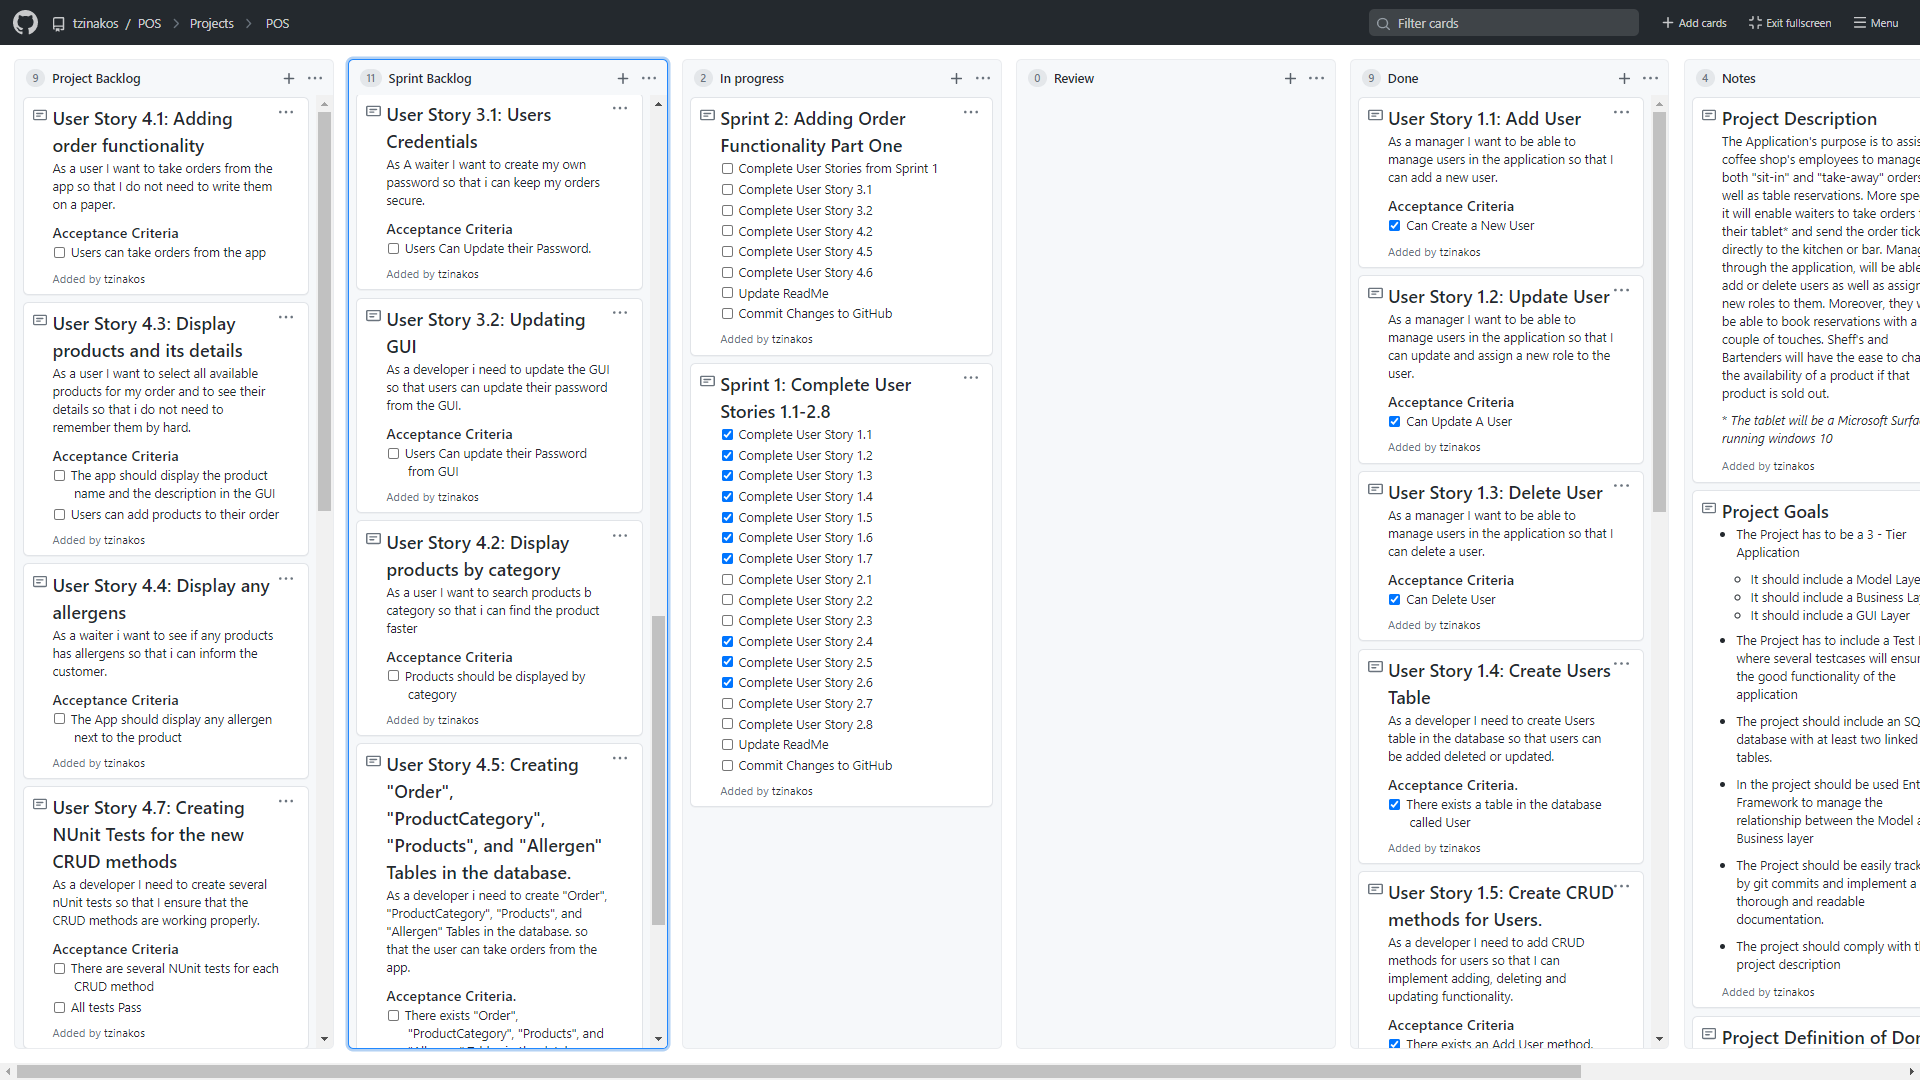 tzinakos / POS > Projects > POS
Filter cards
Add cards
Exit fullscreen
Menu
9 Project Backlog
User Story 4.1: Adding
order functionality
As a user I want to take orders from the
app so that I do not need to write them
on a paper.
Acceptance Criteria
Users can take orders from the app
Added by tzinakos
User Story 4.3: Display
products and its details
As a user I want to select all available
products for my order and to see their
details so that i do not need to
remember them by hard.
Acceptance Criteria
The app should display the product
name and the description in the GUI
Users can add products to their order
Added by tzinakos
User Story 4.4: Display any
allergens
As a waiter i want to see if any products
has allergens so that i can inform the
customer.
Acceptance Criteria
The App should display any allergen
next to the product
Added by tzinakos
User Story 4.7: Creating
NUnit Tests for the new
CRUD methods
As a developer I need to create several
nUnit tests so that I ensure that the
CRUD methods are working properly.
Acceptance Criteria
There are several NUnit tests for each
CRUD method
All tests Pass
Added by tzinakos
11 Sprint Backlog
User Story 3.1: Users
Credentials
As A waiter I want to create my own
password so that i can keep my orders
secure.
Acceptance Criteria
Users Can Update their Password.
Added by tzinakos
User Story 3.2: Updating
GUI
As a developer i need to update the GUI
so that users can update their password
from the GUI.
Acceptance Criteria
Users Can update their Password
from GUI
Added by tzinakos
User Story 4.2: Display
products by category
As a user I want to search products b
category so that i can find the product
faster
Acceptance Criteria
Products should be displayed by
category
Added by tzinakos
User Story 4.5: Creating
"Order",
"ProductCategory",
"Products", and "Allergen"
Tables in the database.
As a developer i need to create "Order",
"ProductCategory", "Products", and
"Allergen" Tables in the database. so
that the user can take orders from the
app.
Acceptance Criteria.
There exists "Order",
"ProductCategory", "Products", and
2 In progress
Sprint 2: Adding Order
Functionality Part One
Complete User Stories from Sprint 1
Complete User Story 3.1
Complete User Story 3.2
Complete User Story 4.2
Complete User Story 4.5
Complete User Story 4.6
Update ReadMe
Commit Changes to GitHub
Added by tzinakos
Sprint 1: Complete User
Stories 1.1-2.8
Complete User Story 1.1
Complete User Story 1.2
Complete User Story 1.3
Complete User Story 1.4
Complete User Story 1.5
Complete User Story 1.6
Complete User Story 1.7
Complete User Story 2.1
Complete User Story 2.2
Complete User Story 2.3
Complete User Story 2.4
Complete User Story 2.5
Complete User Story 2.6
Complete User Story 2.7
Complete User Story 2.8
Update ReadMe
Commit Changes to GitHub
Added by tzinakos
0 Review
9 Done
User Story 1.1: Add User
As a manager I want to be able to
manage users in the application so that I
can add a new user.
Acceptance Criteria
Can Create a New User
Added by tzinakos
User Story 1.2: Update User
As a manager I want to be able to
manage users in the application so that I
can update and assign a new role to the
user.
Acceptance Criteria
Can Update A User
Added by tzinakos
User Story 1.3: Delete User
As a manager I want to be able to
manage users in the application so that I
can delete a user.
Acceptance Criteria
Can Delete User
Added by tzinakos
User Story 1.4: Create Users
Table
As a developer I need to create Users
table in the database so that users can
be added deleted or updated.
Acceptance Criteria.
There exists a table in the database
called User
Added by tzinakos
User Story 1.5: Create CRUD
methods for Users.
As a developer I need to add CRUD
methods for users so that I can
implement adding, deleting and
updating functionality.
Acceptance Criteria
There exists an Add User method.
4 Notes
Project Description
The Application's purpose is to assis
coffee shop's employees to manage
both "sit-in" and "take-away" orders
well as table reservations. More spe
it will enable waiters to take orders
their tablet* and send the order tick
directly to the kitchen or bar. Manag
through the application, will be able
add or delete users as well as assign
new roles to them. Moreover, they w
be able to book reservations with a
couple of touches. Sheff's and
Bartenders will have the ease to cha
the availability of a product if that
product is sold out.
* The tablet will be a Microsoft Surfa
running windows 10
Added by tzinakos
Project Goals
The Project has to be a 3 - Tier
Application
It should include a Model Laye
It should include a Business La
It should include a GUI Layer
The Project has to include a Test
where several testcases will ensur
the good functionality of the
application
The project should include an SQ
database with at least two linked
tables.
In the project should be used Ent
Framework to manage the
relationship between the Model a
Business layer
The Project should be easily track
by git commits and implement a
thorough and readable
documentation.
The project should comply with th
project description
Added by tzinakos
Project Definition of Don